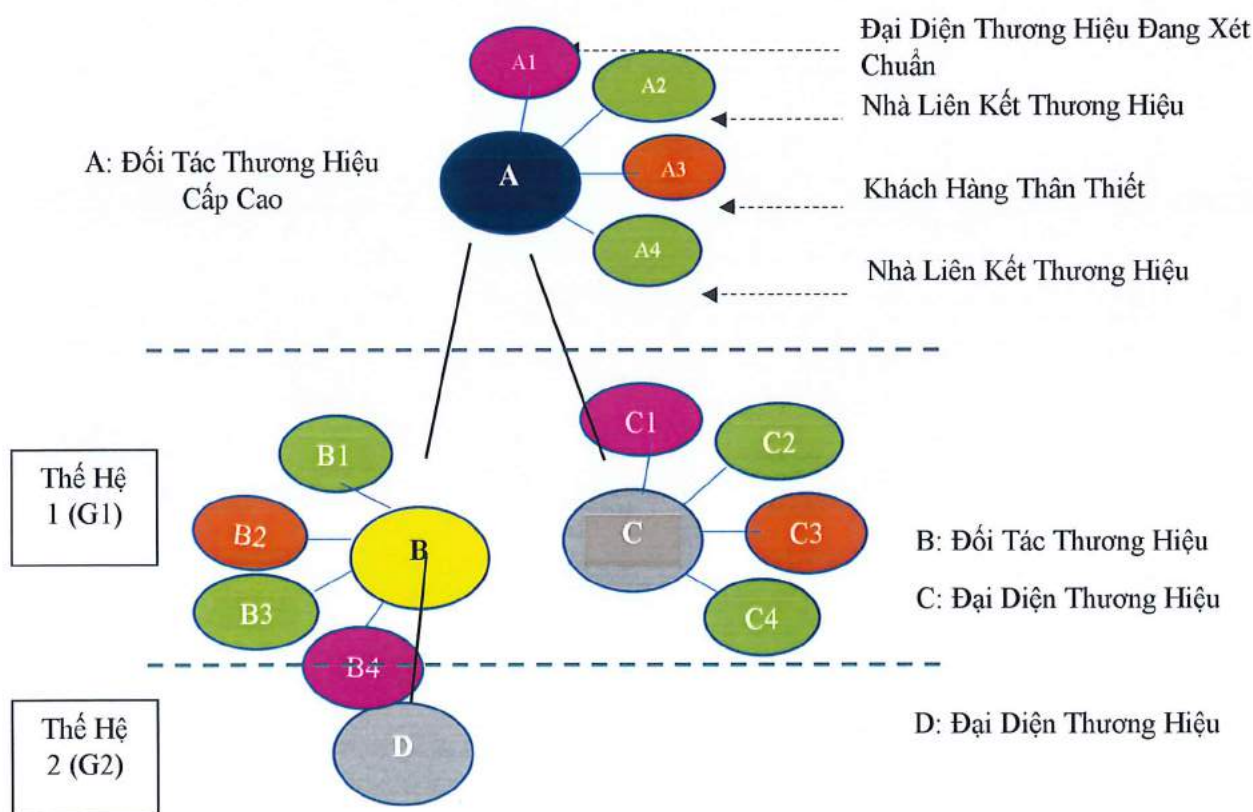 Đại Diện Thương Hiệu Đang Xét
Chuẩn
A1
A2
Nhà Liên Kết Thương Hiệu
A: Đối Tác Thương Hiệu
Cấp Cao
A
A3
Khách Hàng Thân Thiết
A4
Nhà Liên Kết Thương Hiệu
Thế Hệ
1 (G1)
B1
B2
B
B3
B4
C1
C2
C
C3
C4
B: Đối Tác Thương Hiệu
C: Đại Diện Thương Hiệu
Thế Hệ
2 (G2)
D
D: Đại Diện Thương Hiệu